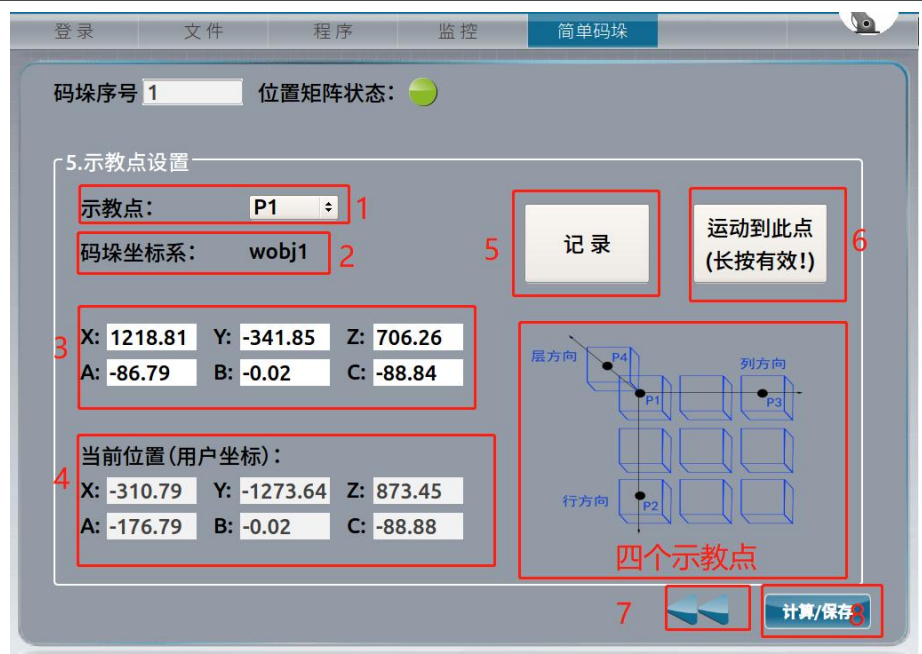 登录 文件 程序 监控 简单码垛
码垛序号 1 位置矩阵状态：
5.示教点设置
示教点： P1 1
码垛坐标系： wobj1 2
5 记录
运动到此点
(长按有效!) 6
3
X: 1218.81 Y: -341.85 Z: 706.26
A: -86.79 B: -0.02 C: -88.84
4
当前位置(用户坐标)：
X: -310.79 Y: -1273.64 Z: 873.45
A: -176.79 B: -0.02 C: -88.88
层方向 P4 列方向
P1 P3
行方向 P2
四个示教点
7 计算/保存 8